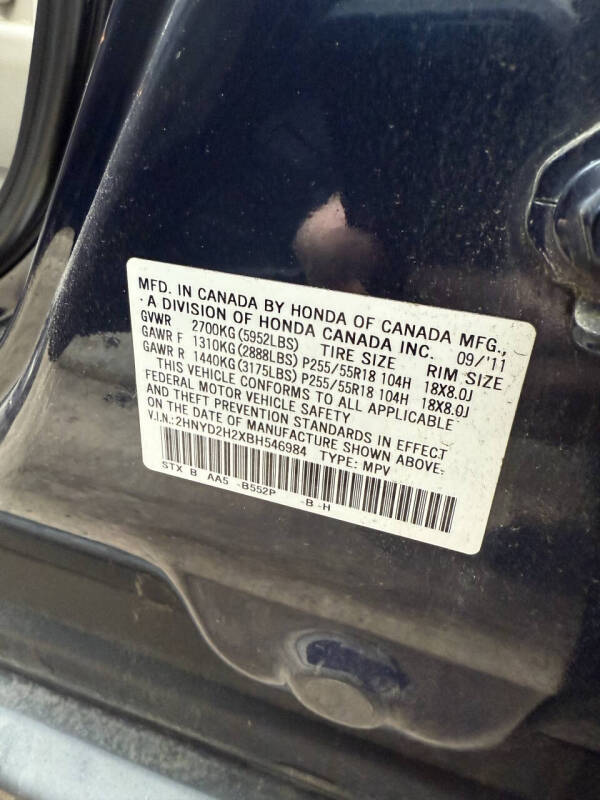 MFD. IN CANADA BY HONDA OF CANADA MFG.,
A DIVISION OF HONDA CANADA INC. 09/'11
GVWR 2700KG(5952LBS) TIRE SIZE RIM SIZE
GAWR F 1310KG(2888LBS) P255/55R18 104H 18X8.0J
GAWR R 1440KG(3175LBS) P255/55R18 104H 18X8.0J
THIS VEHICLE CONFORMS TO ALL APPLICABLE
FEDERAL MOTOR VEHICLE SAFETY
AND THEFT PREVENTION STANDARDS IN EFFECT
ON THE DATE OF MANUFACTURE SHOWN ABOVE.
V.I.N.:2HNYD2H2XBH546984 TYPE: MPV
STX B AA5 -B552P -B -H